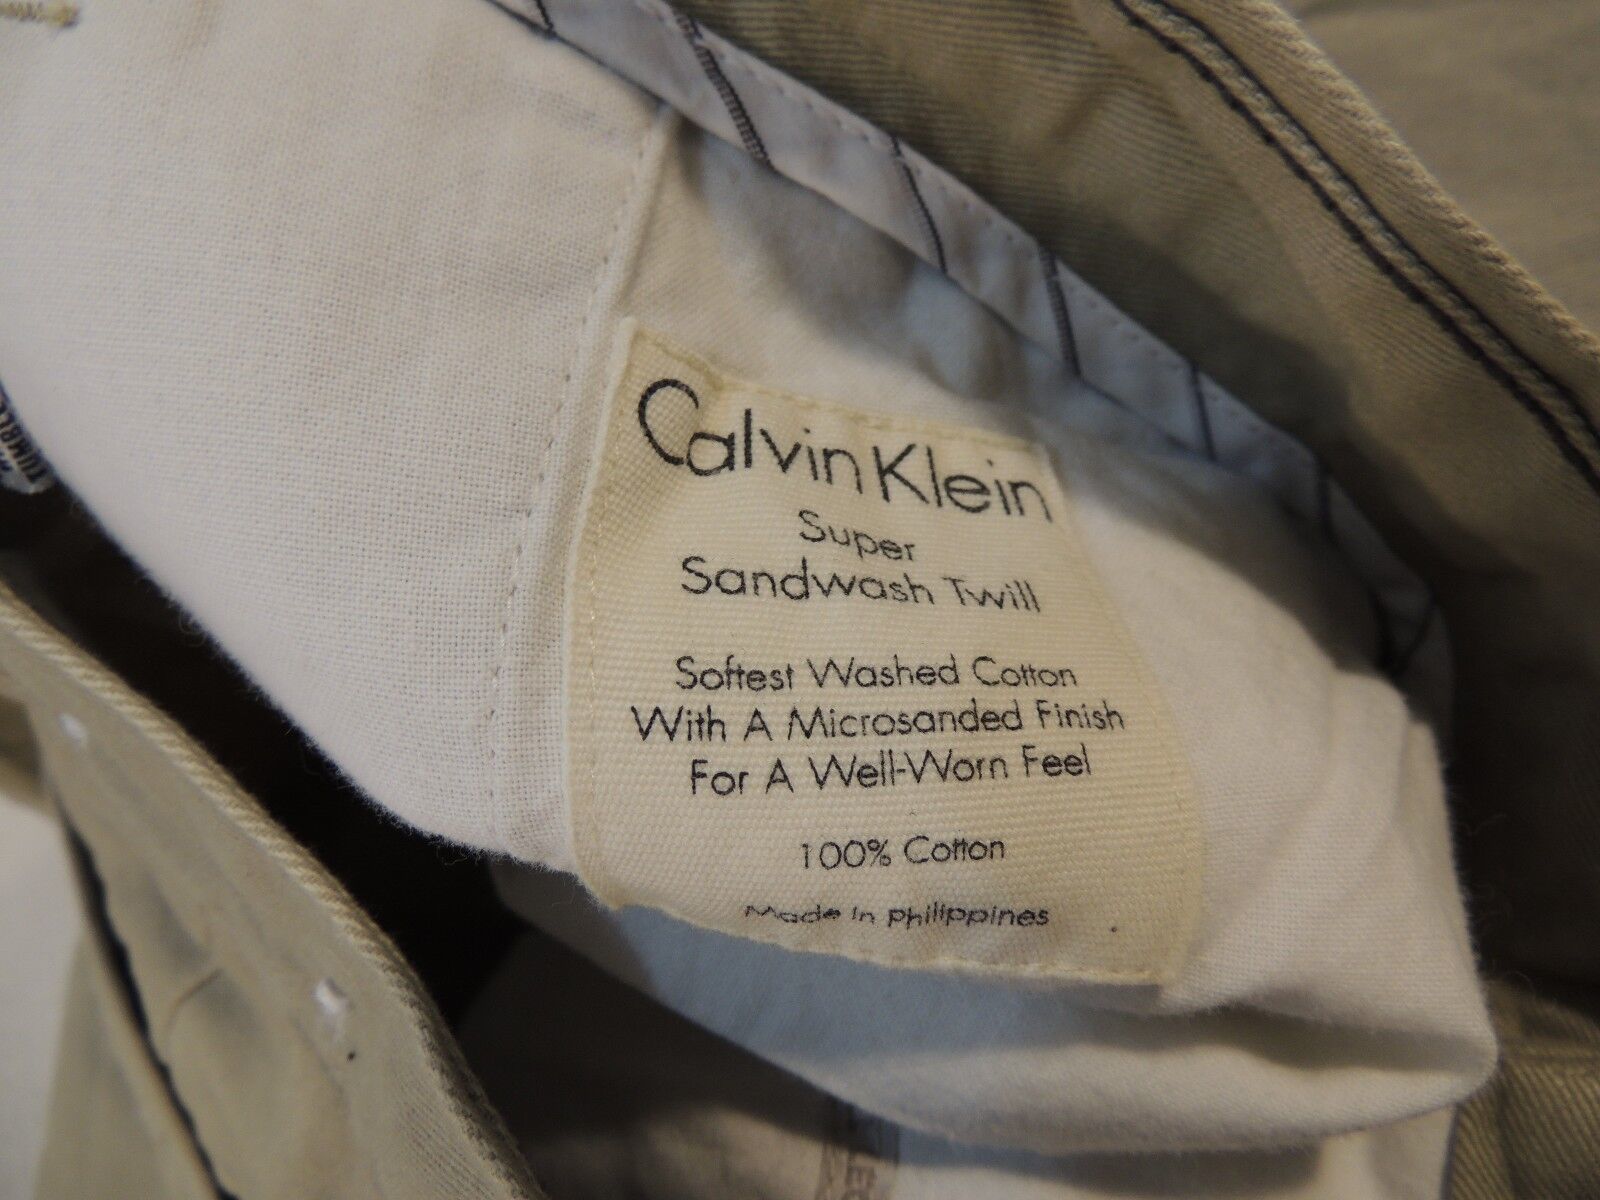 Calvin Klein
Super
Sandwash Twill
Softest Washed Cotton
With A Microsanded Finish
For A Well-Worn Feel
100% Cotton
Made in Philippines